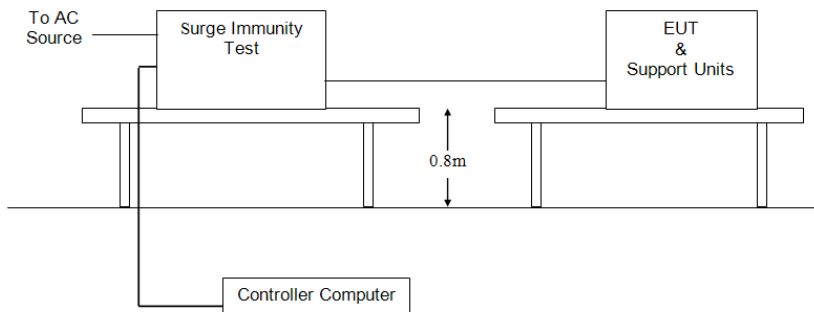 To AC
Source
Surge Immunity
Test
EUT
&
Support Units
0.8m
Controller Computer